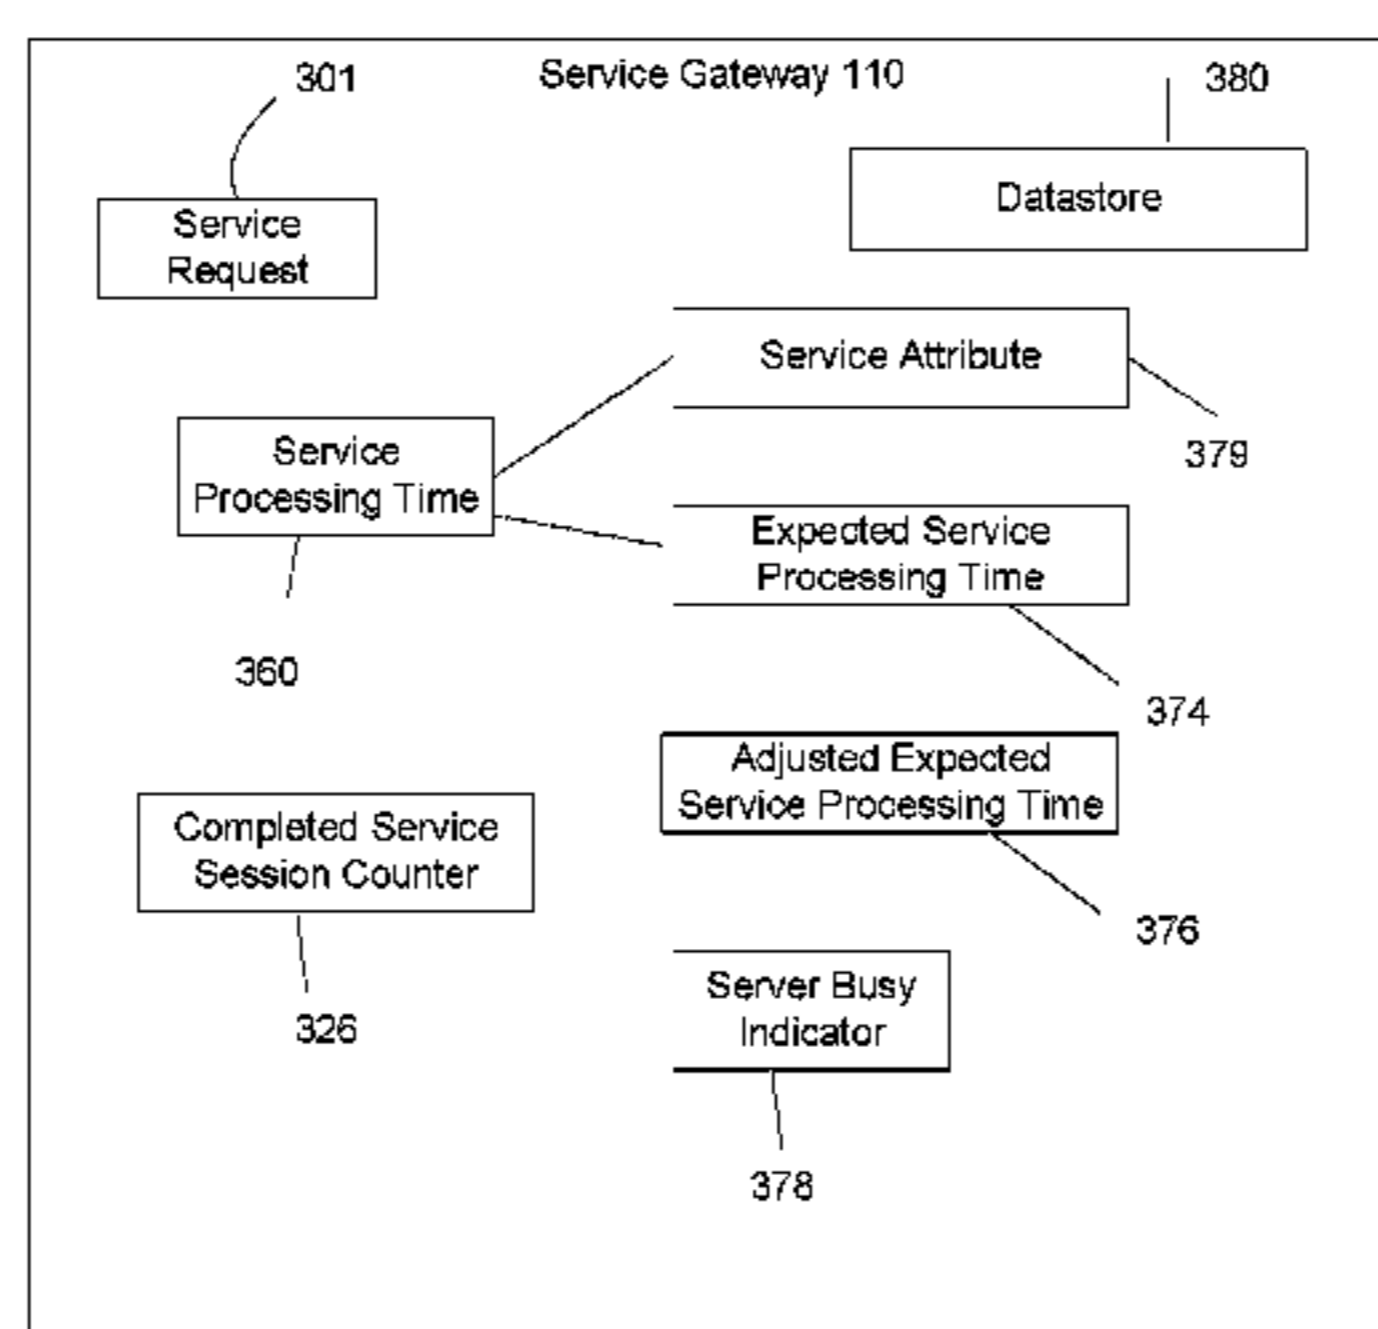 Service Gateway 110
301
380
Service
Request
Datastore
Service Attribute
379
Service
Processing Time
360
Expected Service
Processing Time
374
Adjusted Expected
Service Processing Time
376
Completed Service
Session Counter
326
Server Busy
Indicator
378